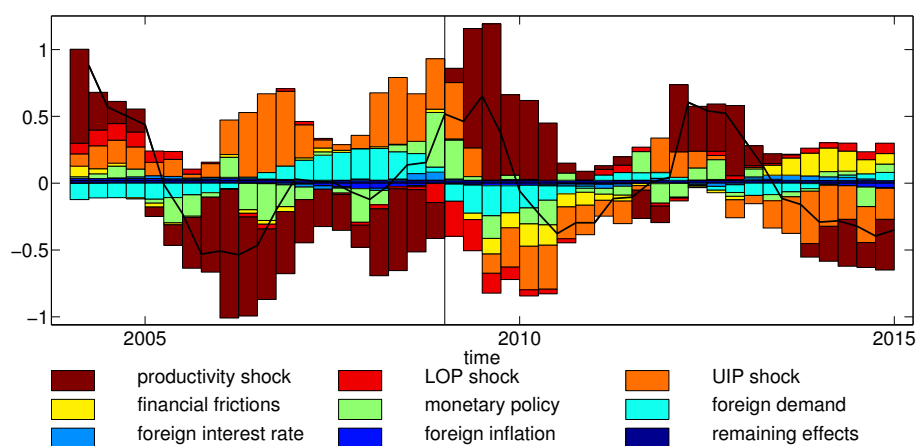 1
0.5
0
−0.5
−1
2005 2010 2015
time
productivity shock LOP shock UIP shock
financial frictions monetary policy foreign demand
foreign interest rate foreign inflation remaining effects